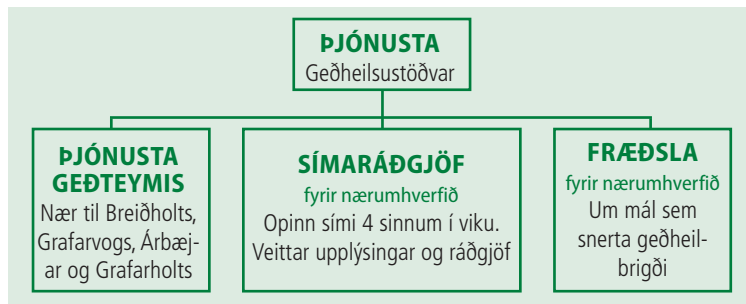 ÞJÓNUSTA
Geðheilsustöðvar
ÞJÓNUSTA
GEÐTEYMIS
Nær til Breiðholts,
Grafarvogs, Árbæj-
ar og Grafarholts
SÍMARÁÐGJÖF
fyrir nærumhverfið
Opinn sími 4 sinnum í viku.
Veittar upplýsingar og ráðgjöf
FRÆÐSLA
fyrir nærumhverfið
Um mál sem
snerta geðheil-
brigði